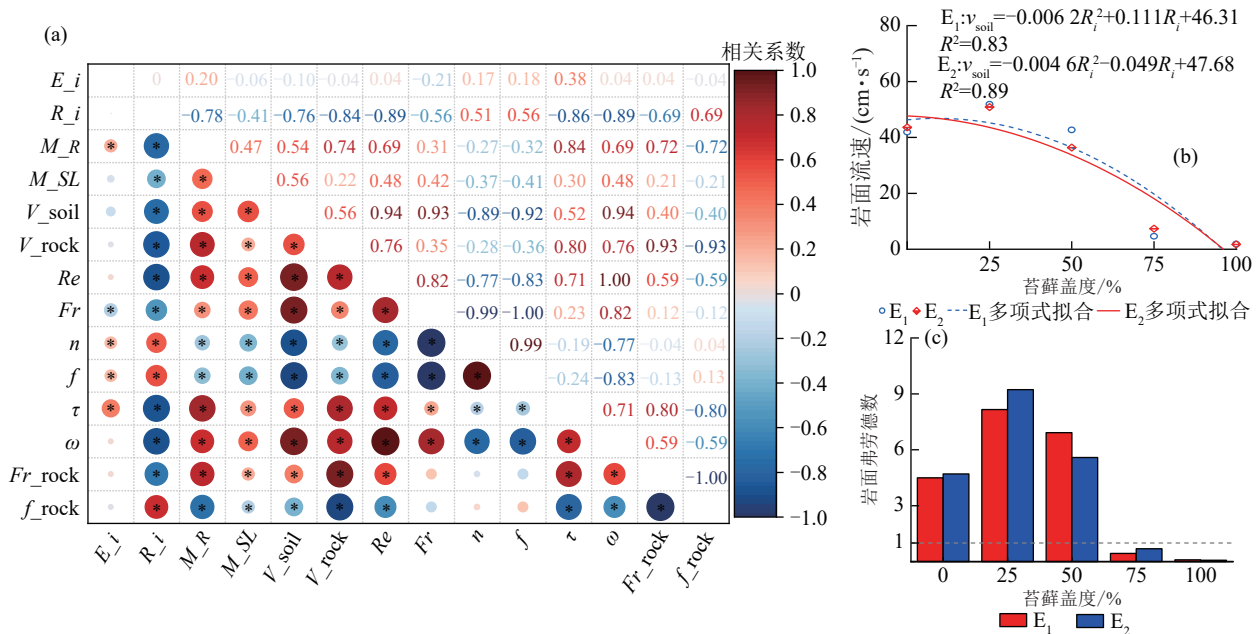 (a)
相关系数
E_i 0 0.20 −0.06 −0.10 −0.04 0.04 −0.21 0.17 0.18 0.38 0.04 0.04 −0.04
R_i −0.78 −0.41 −0.76 −0.84 −0.89 −0.56 0.51 0.56 −0.86 −0.89 −0.69 0.69
M_R * * 0.47 0.54 0.74 0.69 0.31 −0.27 −0.32 0.84 0.69 0.72 −0.72
M_SL * * 0.56 0.22 0.48 0.42 −0.37 −0.41 0.30 0.48 0.21 −0.21
V_soil * * * 0.56 0.94 0.93 −0.89 −0.92 0.52 0.94 0.40 −0.40
V_rock * * * * 0.76 0.35 −0.28 −0.36 0.80 0.76 0.93 −0.93
Re * * * * * 0.82 −0.77 −0.83 0.71 1.00 0.59 −0.59
Fr * * * * * * * −0.99 −1.00 0.23 0.82 0.12 −0.12
n * * * * * * * * 0.99 −0.19 −0.77 −0.04 0.04
f * * * * * * * * * −0.24 −0.83 −0.13 0.13
τ * * * * * * * * * * 0.71 0.80 −0.80
ω * * * * * * * * * * 0.59 −0.59
Fr_rock * * * * * * * * −1.00
f_rock * * * * * * * * *
E_i R_i M_R M_SL V_soil V_rock Re Fr n f τ ω Fr_rock f_rock
1.0
0.8
0.6
0.4
0.2
0
−0.2
−0.4
−0.6
−0.8
−1.0
E₁:v_soil=−0.006 2R_i²+0.111R_i+46.31
R²=0.83
E₂:v_soil=−0.004 6R_i²−0.049R_i+47.68
R²=0.89
(b)
岩面流速/(cm·s⁻¹)
80
60
40
20
0
25 50 75 100
苔藓盖度/%
E₁ E₂ E₁多项式拟合 E₂多项式拟合
(c)
岩面弗劳德数
9
6
3
1
0 25 50 75 100
苔藓盖度/%
E₁ E₂